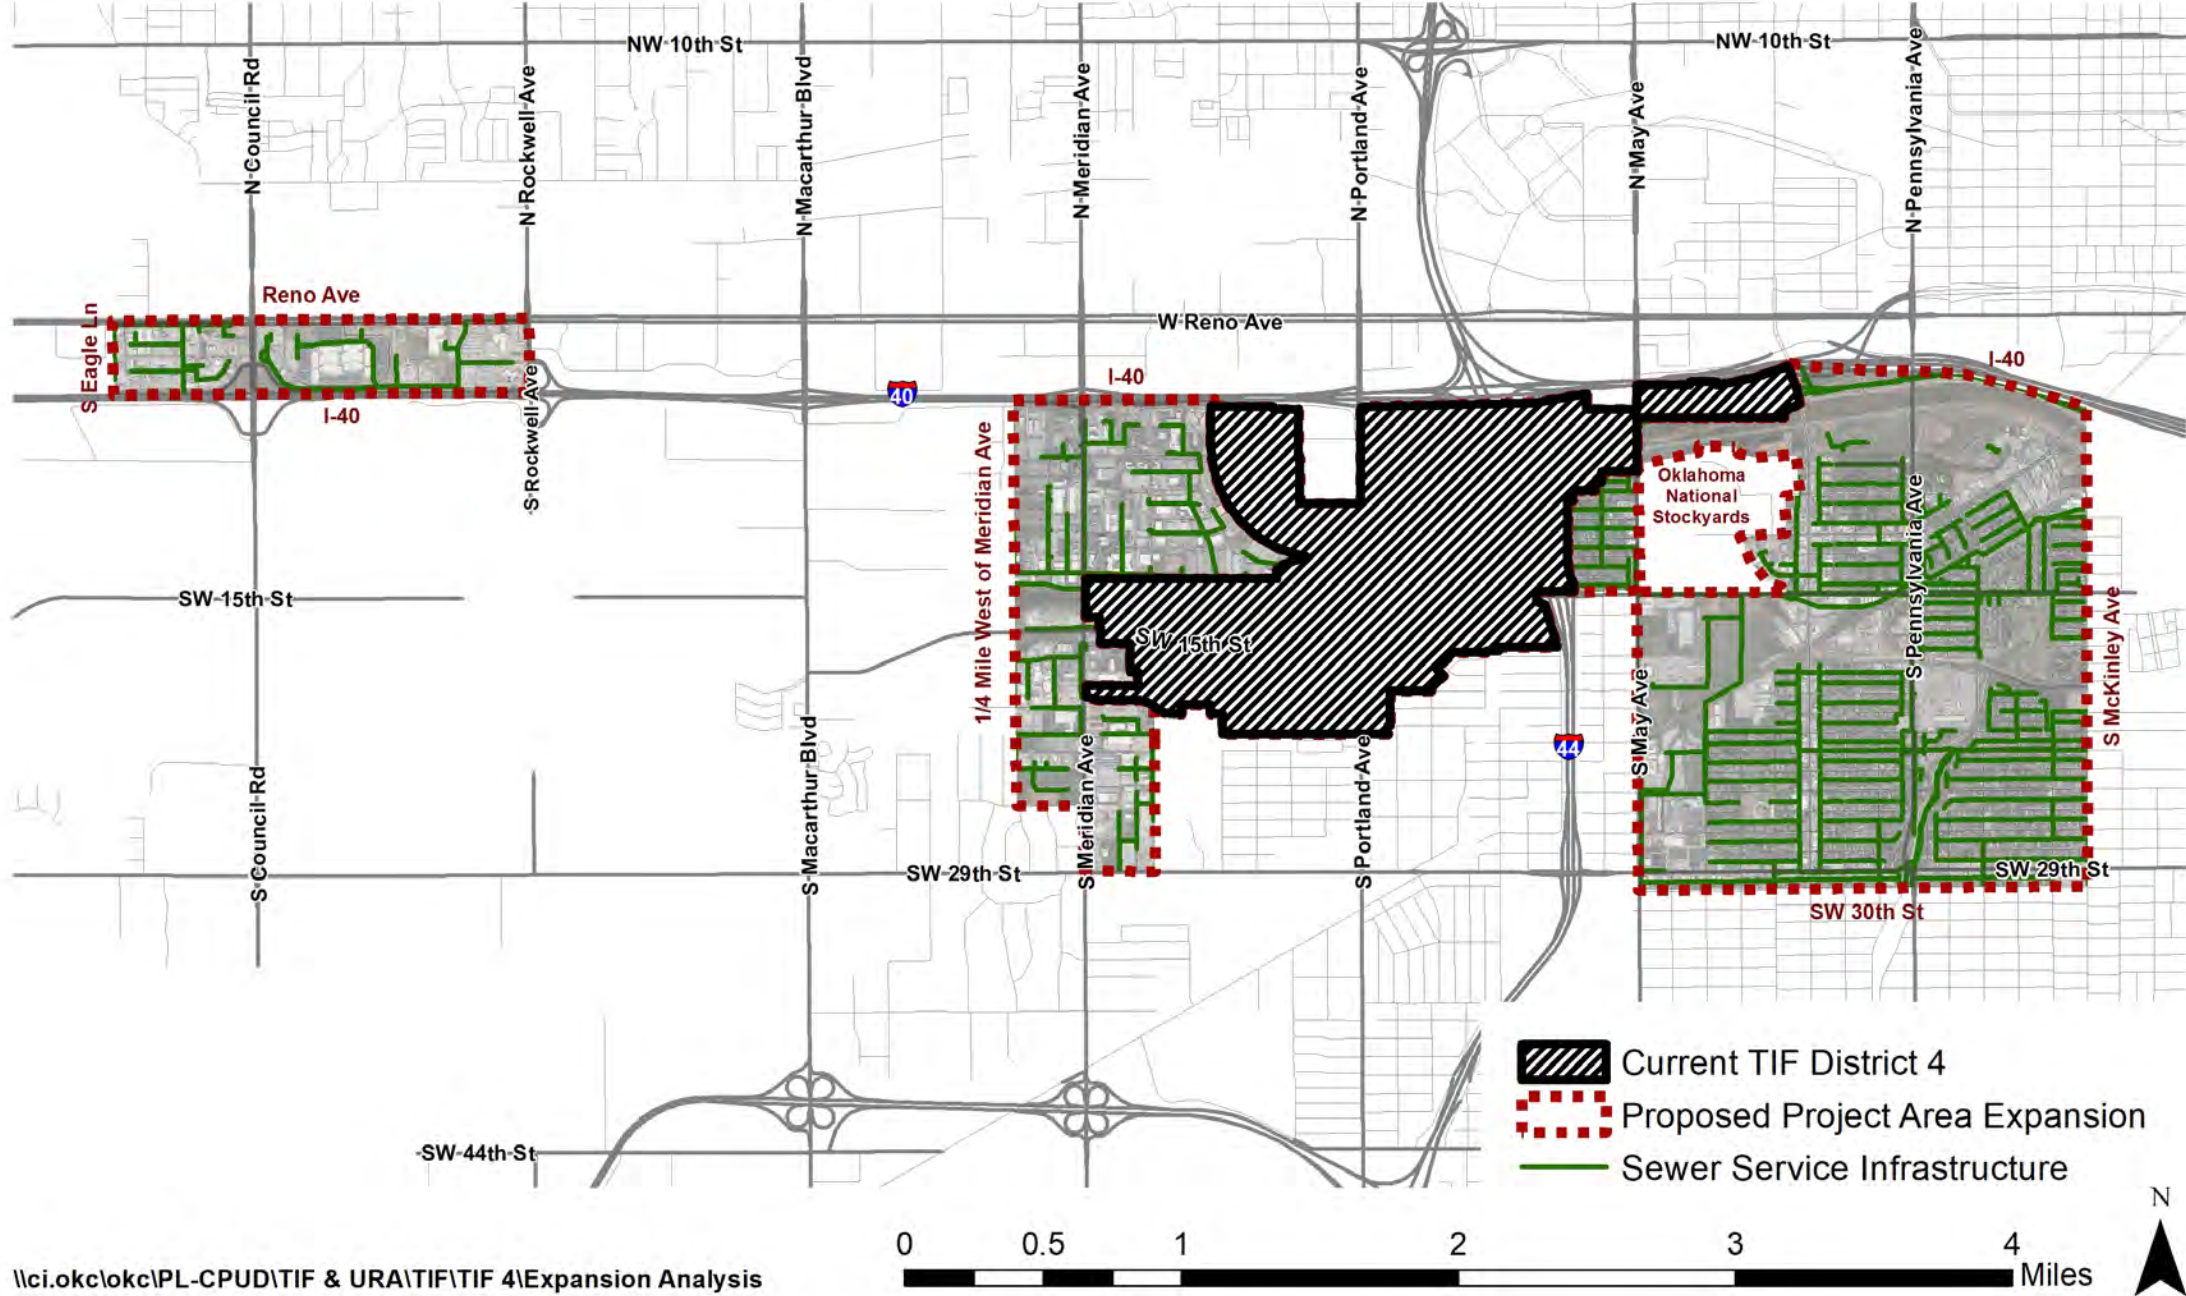 NW 10th St
NW 10th St
N Council Rd
N Rockwell Ave
N Macarthur Blvd
N Meridian Ave
N Portland Ave
N May Ave
N Pennsylvania Ave
Reno Ave
S Eagle Ln
W Reno Ave
I-40
I-40
I-40
40
S Rockwell Ave
1/4 Mile West of Meridian Ave
Oklahoma
National
Stockyards
S Pennsylvania Ave
SW 15th St
SW 15th St
S McKinley Ave
S Council Rd
S Macarthur Blvd
S Meridian Ave
S Portland Ave
44
S May Ave
SW 29th St
SW 29th St
SW 30th St
SW 44th St
Current TIF District 4
Proposed Project Area Expansion
Sewer Service Infrastructure
N
0 0.5 1 2 3 4
Miles
\\ci.okc\okc\PL-CPUD\TIF & URA\TIF\TIF 4\Expansion Analysis